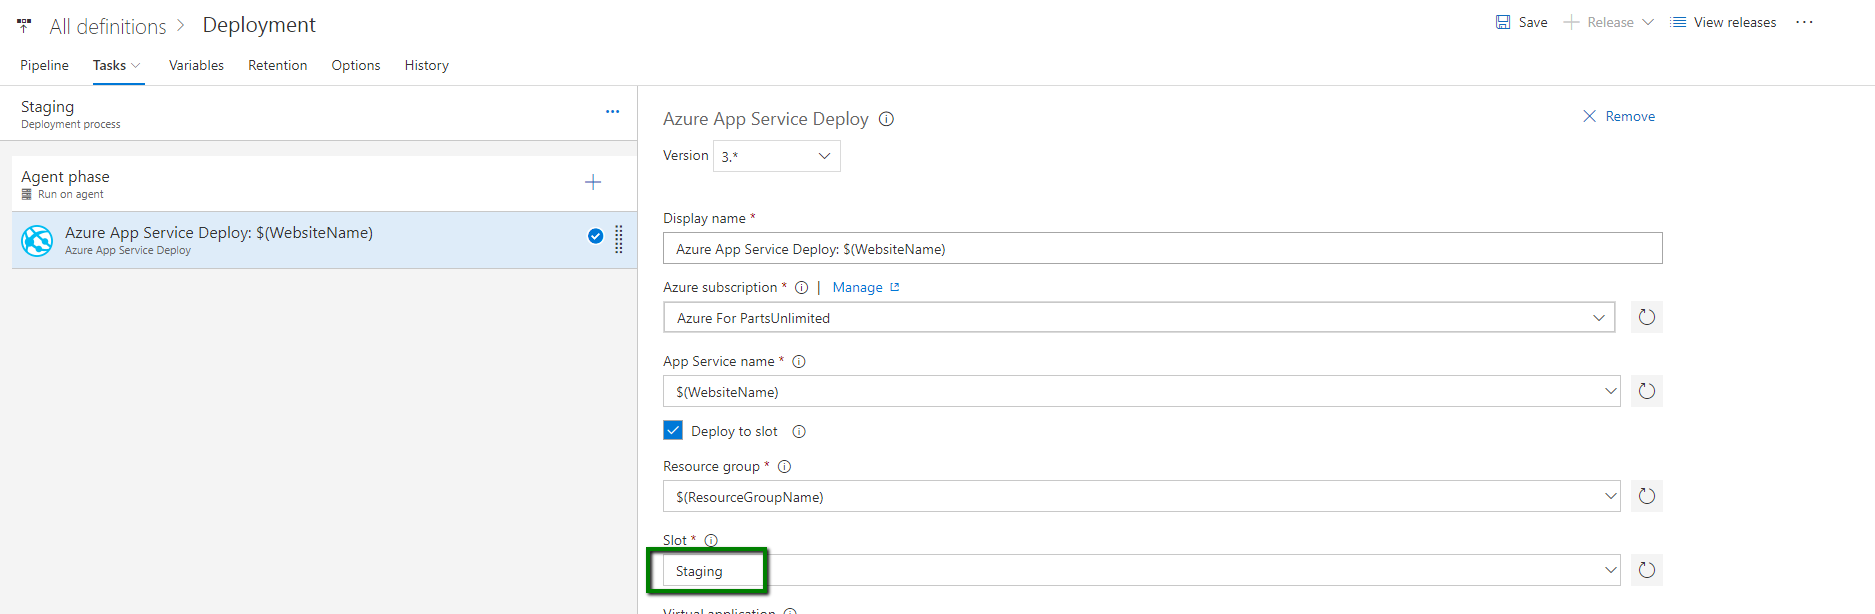 All definitions > Deployment
Save Release View releases ...
Pipeline Tasks Variables Retention Options History
Staging
Deployment process
Agent phase
Run on agent
Azure App Service Deploy: $(WebsiteName)
Azure App Service Deploy
Azure App Service Deploy
Remove
Version 3.*
Display name *
Azure App Service Deploy: $(WebsiteName)
Azure subscription * | Manage
Azure For PartsUnlimited
App Service name *
$(WebsiteName)
Deploy to slot
Resource group *
$(ResourceGroupName)
Slot *
Staging
Virtual application